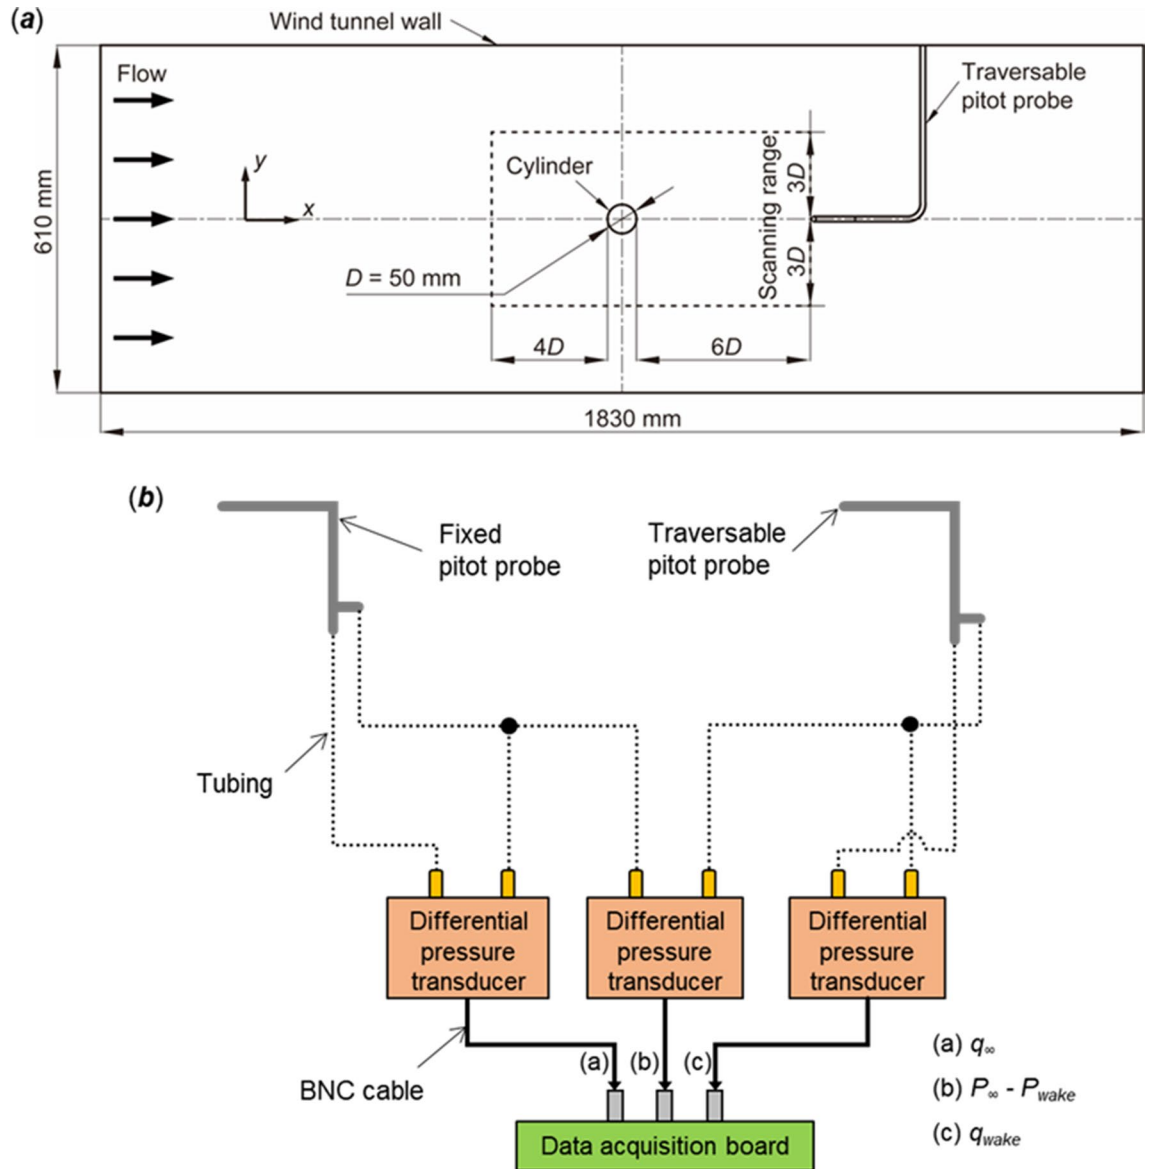 (a)
Wind tunnel wall
Flow
Traversable
pitot probe
y
x
Cylinder
Scanning range
3D
3D
D = 50 mm
610 mm
4D
6D
1830 mm
(b)
Fixed
pitot probe
Traversable
pitot probe
Tubing
Differential
pressure
transducer
Differential
pressure
transducer
Differential
pressure
transducer
BNC cable
(a)
(b)
(c)
(a) q∞
(b) P∞ - Pwake
(c) qwake
Data acquisition board